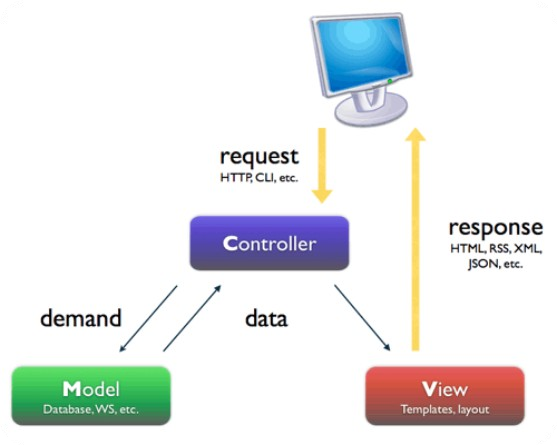 request
HTTP, CLI, etc.
response
HTML, RSS, XML,
JSON, etc.
Controller
demand
data
Model
Database, WS, etc.
View
Templates, layout